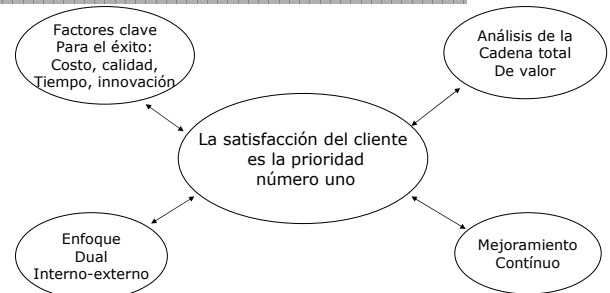 Factores clave
Para el éxito:
Costo, calidad,
Tiempo, innovación
Análisis de la
Cadena total
De valor
La satisfacción del cliente
es la prioridad
número uno
Enfoque
Dual
Interno-externo
Mejoramiento
Contínuo